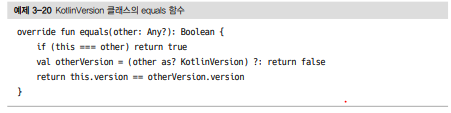 예제 3-20 KotlinVersion 클래스의 equals 함수
override fun equals(other: Any?): Boolean {
    if (this === other) return true
    val otherVersion = (other as? KotlinVersion) ?: return false
    return this.version == otherVersion.version
}